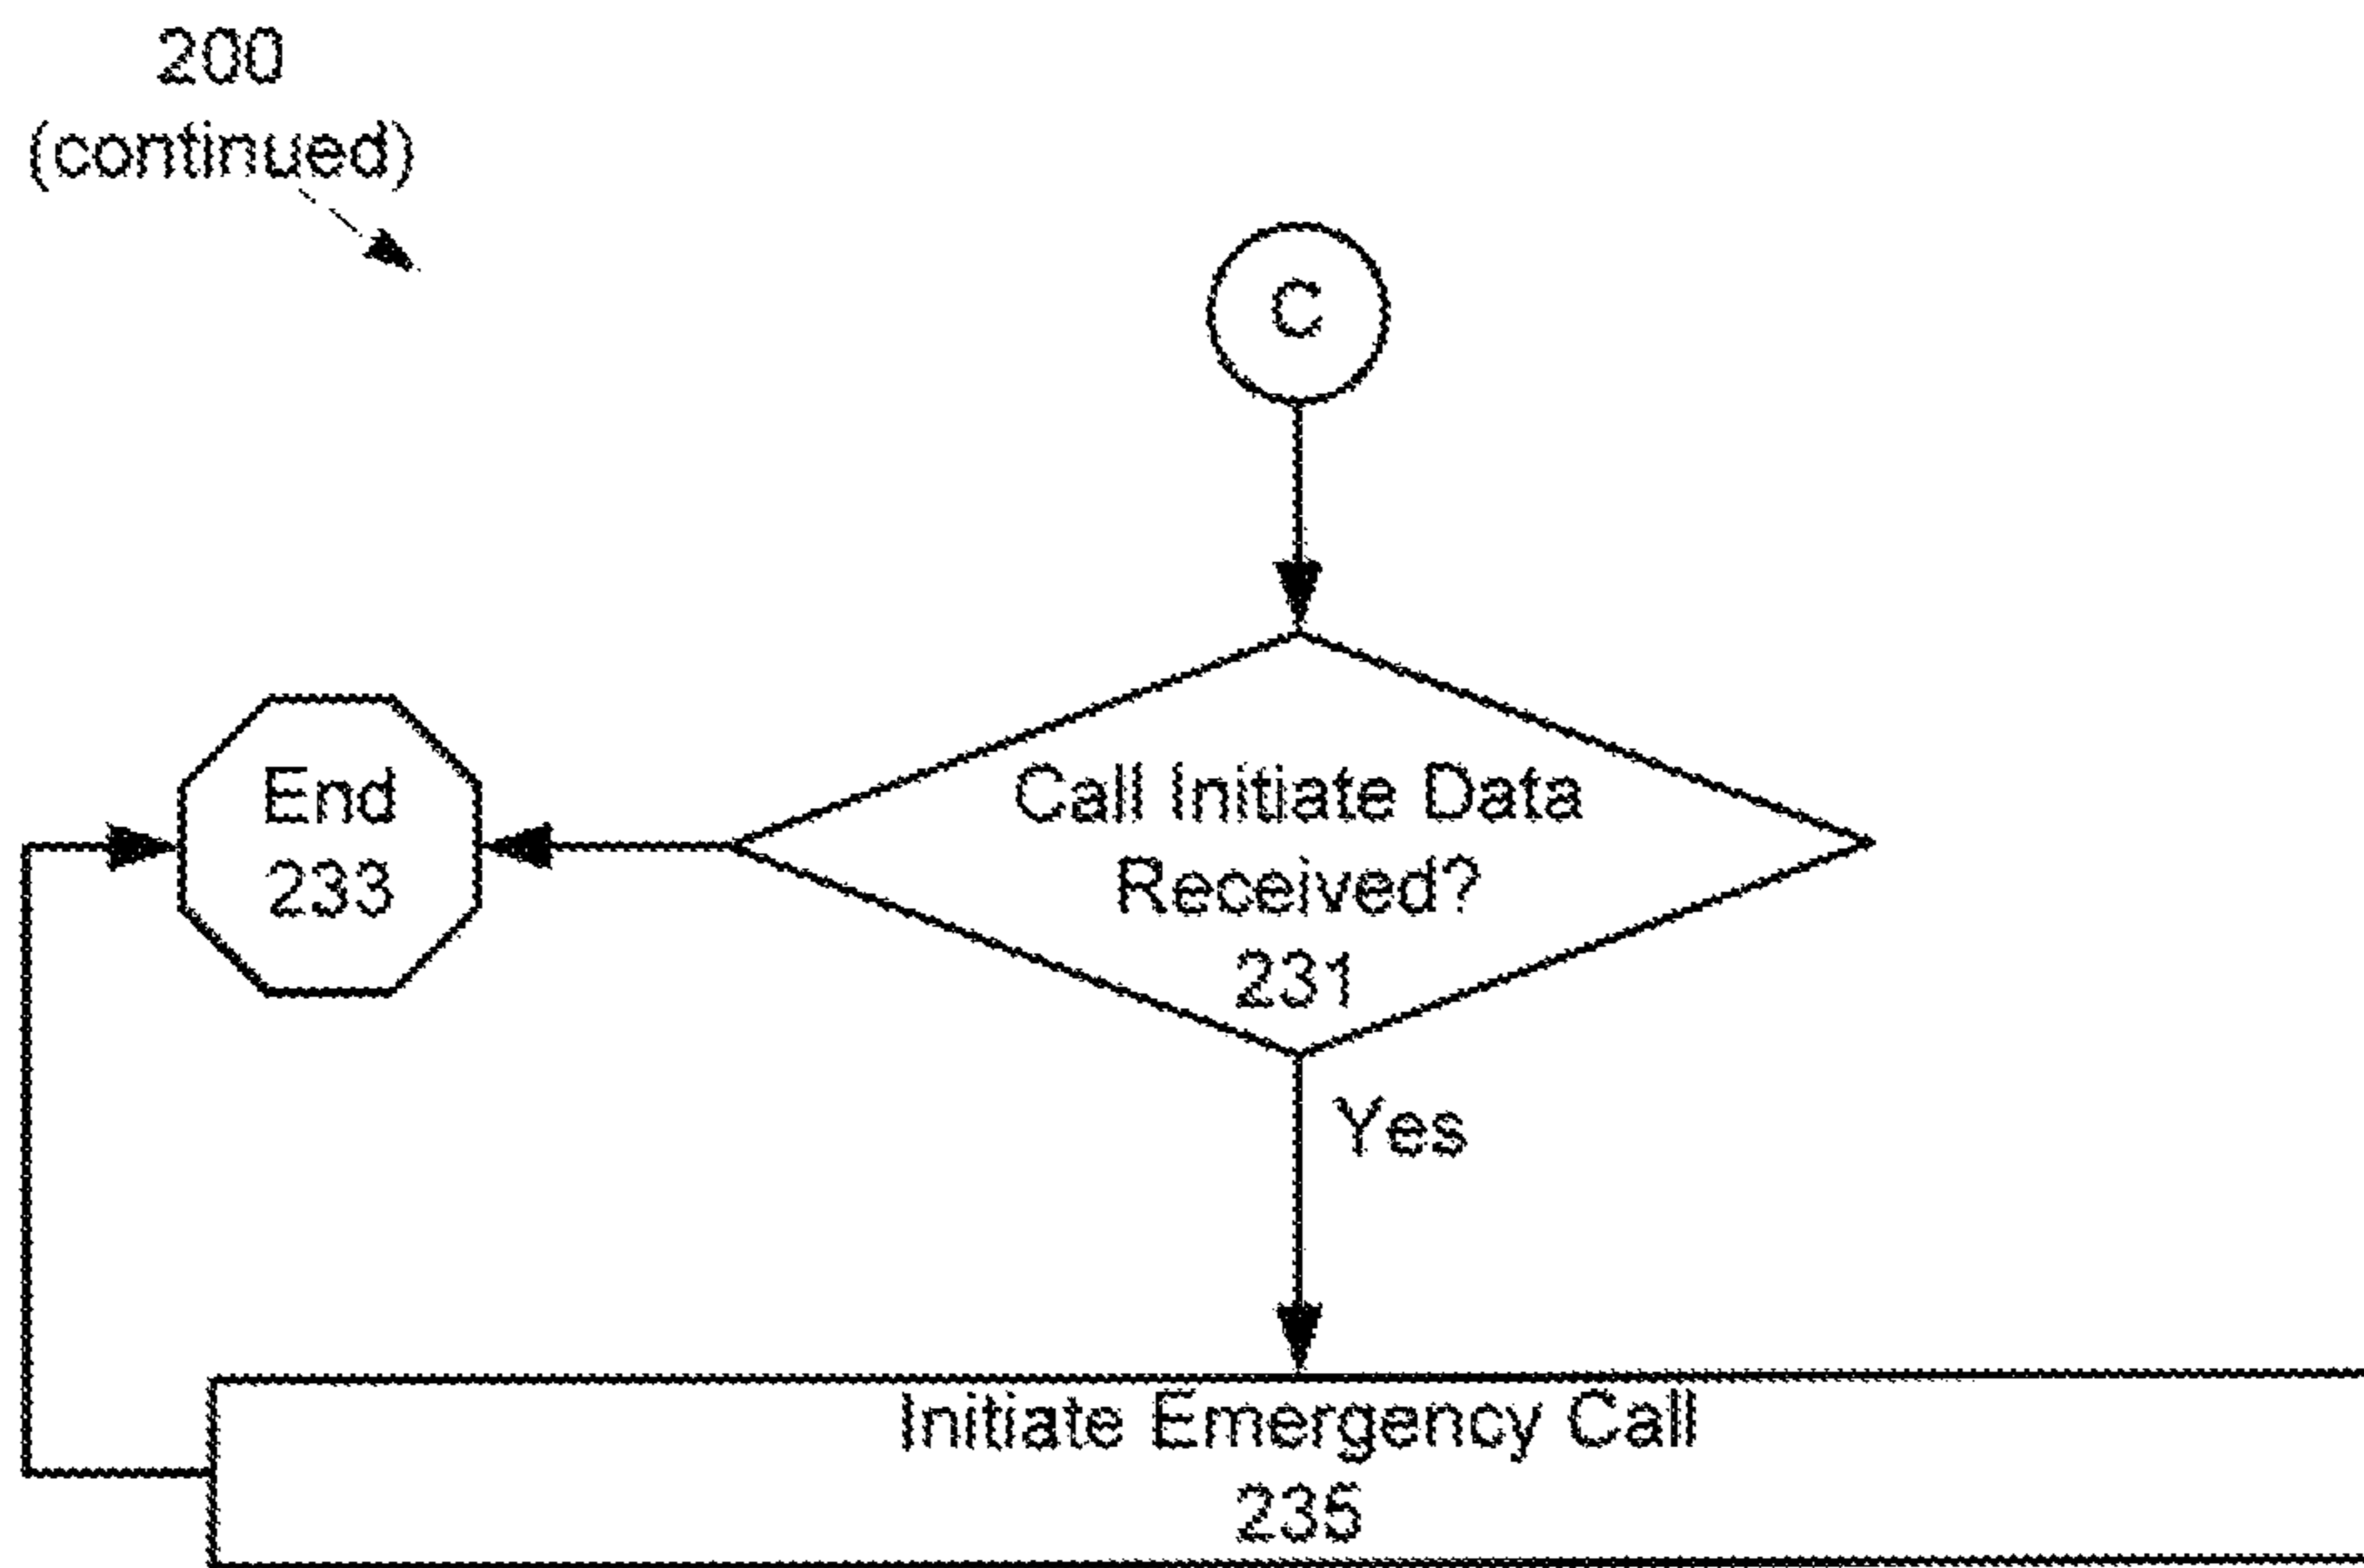 200
(continued)
C
End
233
Call Initiate Data
Received?
231
Yes
Initiate Emergency Call
235